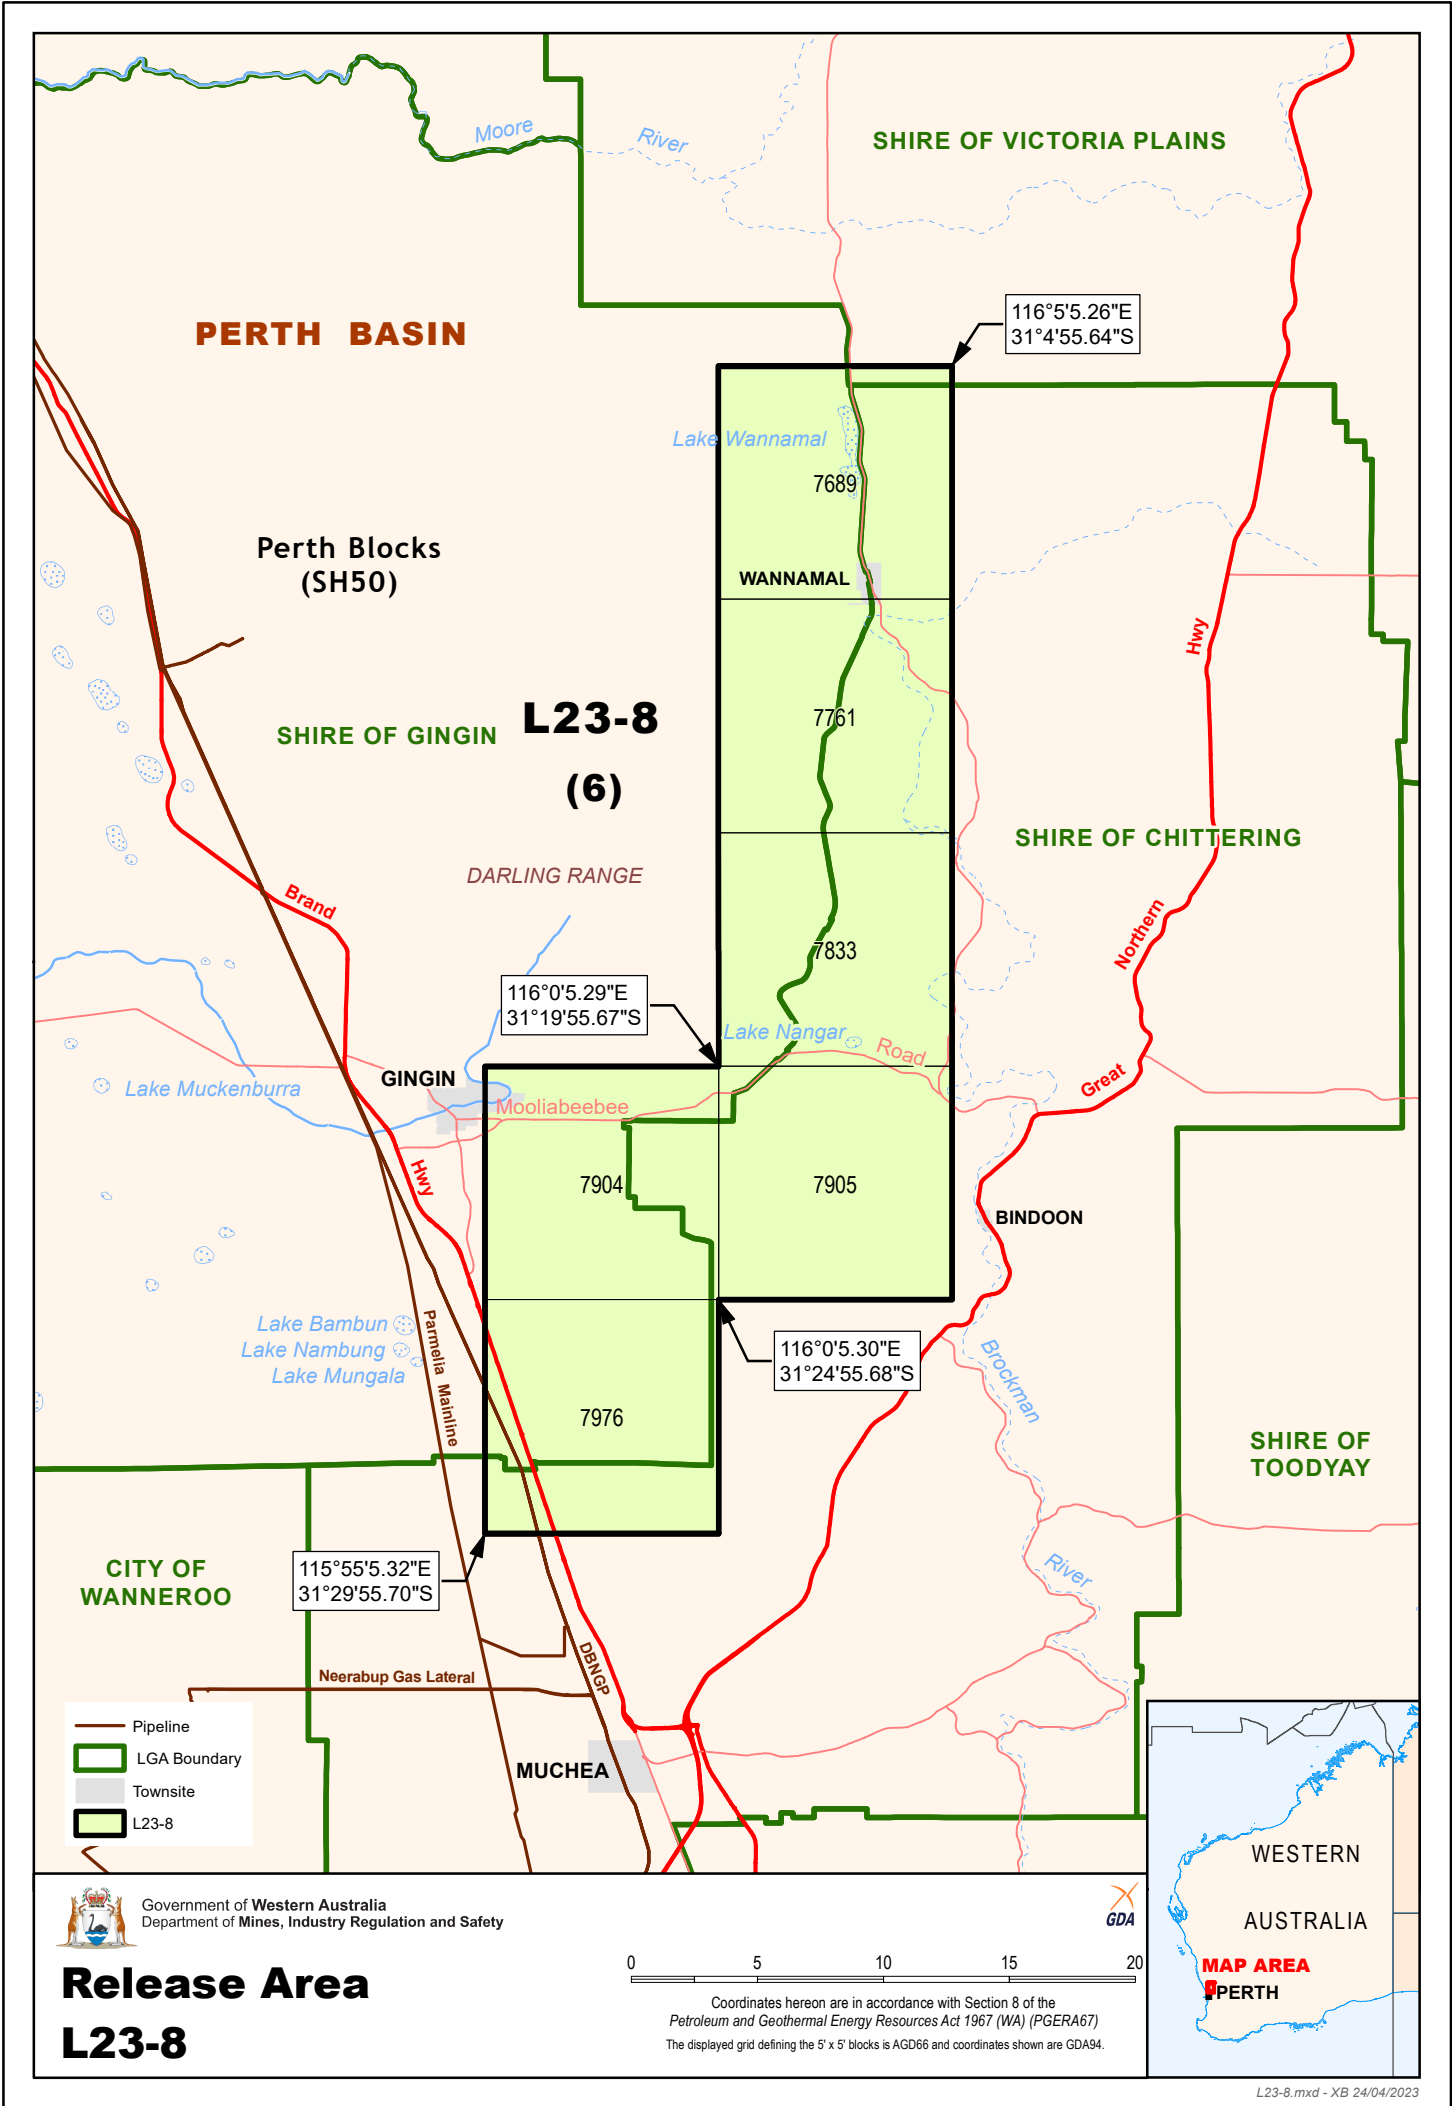 Moore
River
SHIRE OF VICTORIA PLAINS
PERTH BASIN
116°5'5.26"E
31°4'55.64"S
Lake Wannamal
7689
Perth Blocks
(SH50)
WANNAMAL
Hwy
L23-8
(6)
SHIRE OF GINGIN
7761
SHIRE OF CHITTERING
DARLING RANGE
Brand
Northern
7833
116°0'5.29"E
31°19'55.67"S
Lake Nangar
Road
GINGIN
Lake Muckenburra
Mooliabeebee
Great
Hwy
7904
7905
BINDOON
Lake Bambun
Lake Nambung
Lake Mungala
Parmelia Mainline
116°0'5.30"E
31°24'55.68"S
Brockman
7976
SHIRE OF
TOODYAY
CITY OF
WANNEROO
115°55'5.32"E
31°29'55.70"S
River
Neerabup Gas Lateral
DBNGP
Pipeline
LGA Boundary
Townsite
L23-8
MUCHEA
WESTERN
AUSTRALIA
MAP AREA
PERTH
Government of Western Australia
Department of Mines, Industry Regulation and Safety
GDA
Release Area
L23-8
0 5 10 15 20
Coordinates hereon are in accordance with Section 8 of the
Petroleum and Geothermal Energy Resources Act 1967 (WA) (PGERA67)
The displayed grid defining the 5' x 5' blocks is AGD66 and coordinates shown are GDA94.
L23-8.mxd - XB 24/04/2023